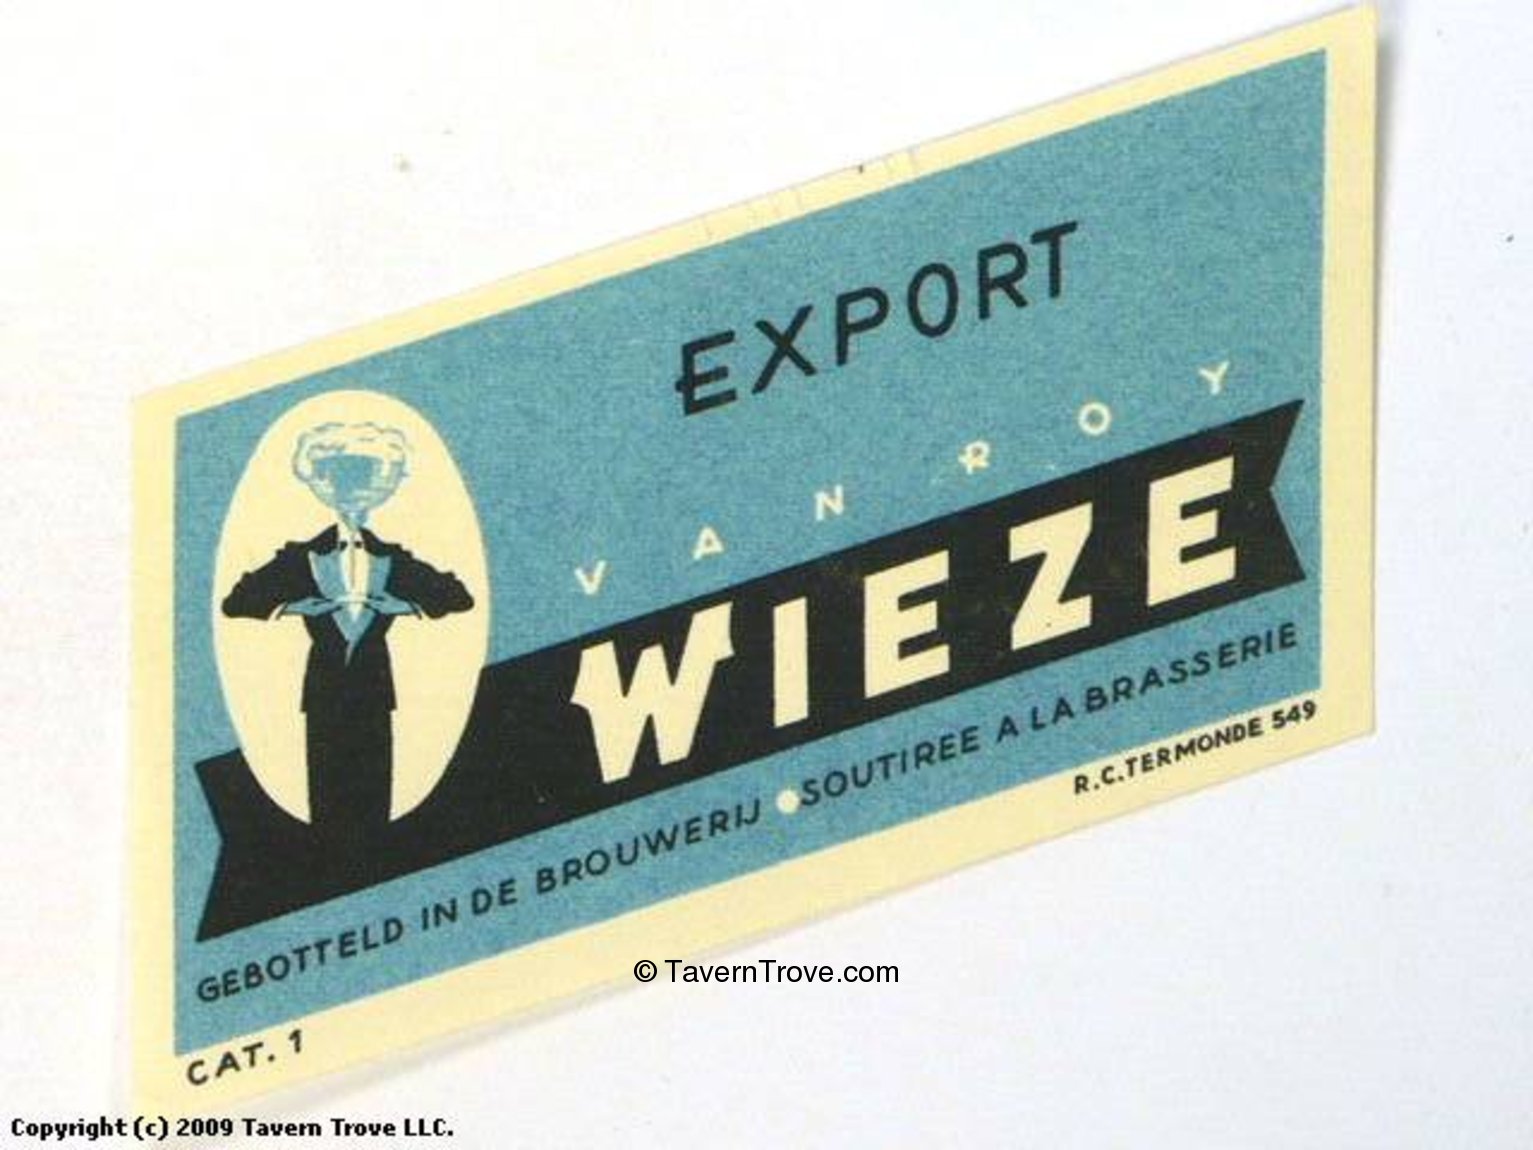 EXPORT
VAN ROY
WIEZE
GEBOTTELD IN DE BROUWERIJ • SOUTIREE A LA BRASSERIE
R.C. TERMONDE 549
CAT. 1
© TavernTrove.com
Copyright (c) 2009 Tavern Trove LLC.